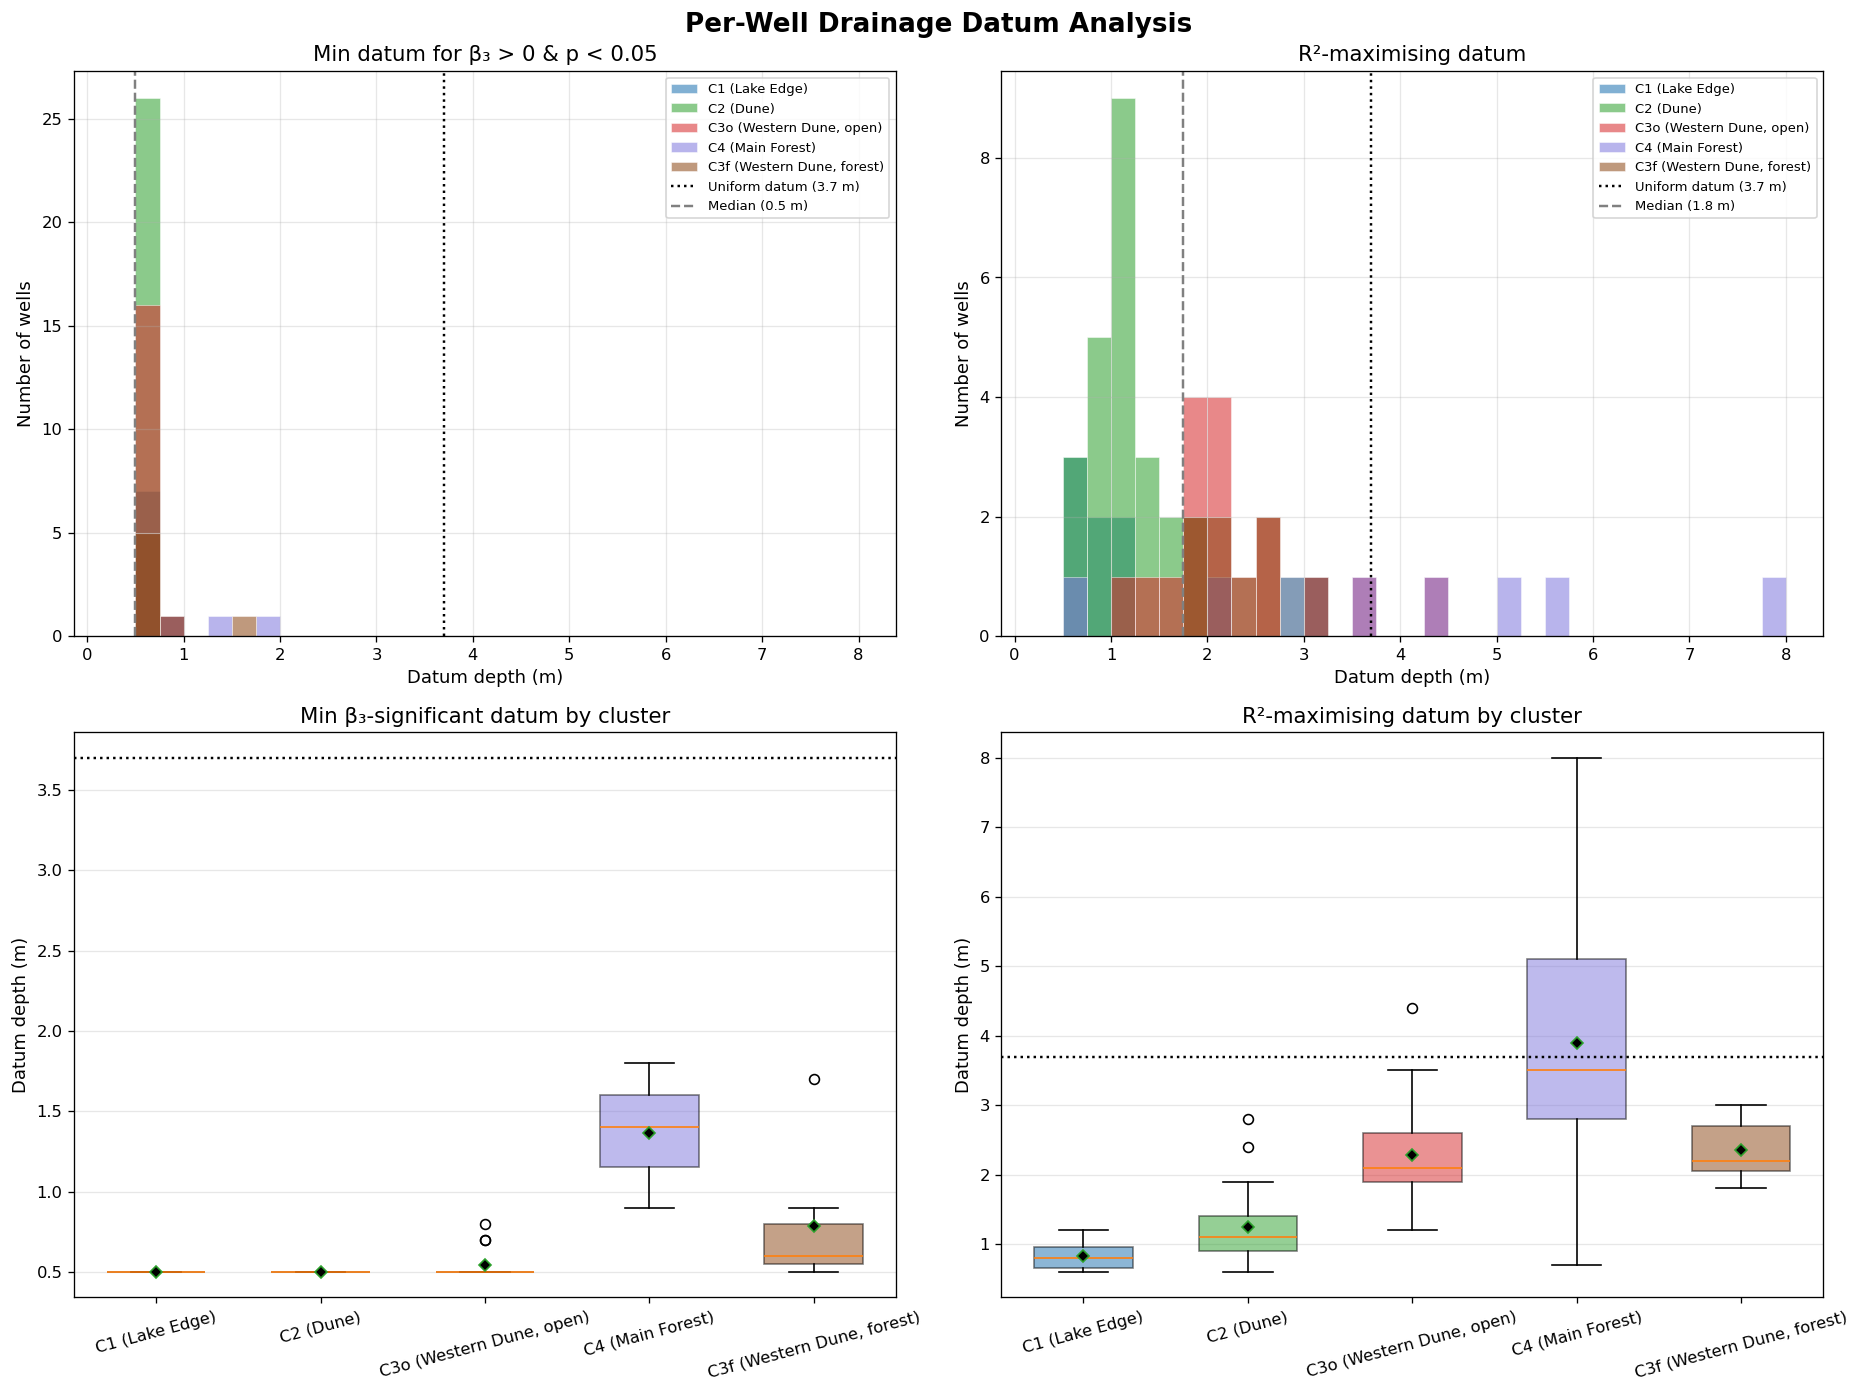 Per-Well Drainage Datum Analysis
Min datum for β₃ > 0 & p < 0.05
25
20
15
10
5
0
Number of wells
C1 (Lake Edge)
C2 (Dune)
C3o (Western Dune, open)
C4 (Main Forest)
C3f (Western Dune, forest)
Uniform datum (3.7 m)
Median (0.5 m)
0 1 2 3 4 5 6 7 8
Datum depth (m)
R²-maximising datum
8
6
4
2
0
Number of wells
C1 (Lake Edge)
C2 (Dune)
C3o (Western Dune, open)
C4 (Main Forest)
C3f (Western Dune, forest)
Uniform datum (3.7 m)
Median (1.8 m)
0 1 2 3 4 5 6 7 8
Datum depth (m)
Min β₃-significant datum by cluster
3.5
3.0
2.5
2.0
1.5
1.0
0.5
Datum depth (m)
C1 (Lake Edge)
C2 (Dune)
C3o (Western Dune, open)
C4 (Main Forest)
C3f (Western Dune, forest)
R²-maximising datum by cluster
8
7
6
5
4
3
2
1
Datum depth (m)
C1 (Lake Edge)
C2 (Dune)
C3o (Western Dune, open)
C4 (Main Forest)
C3f (Western Dune, forest)